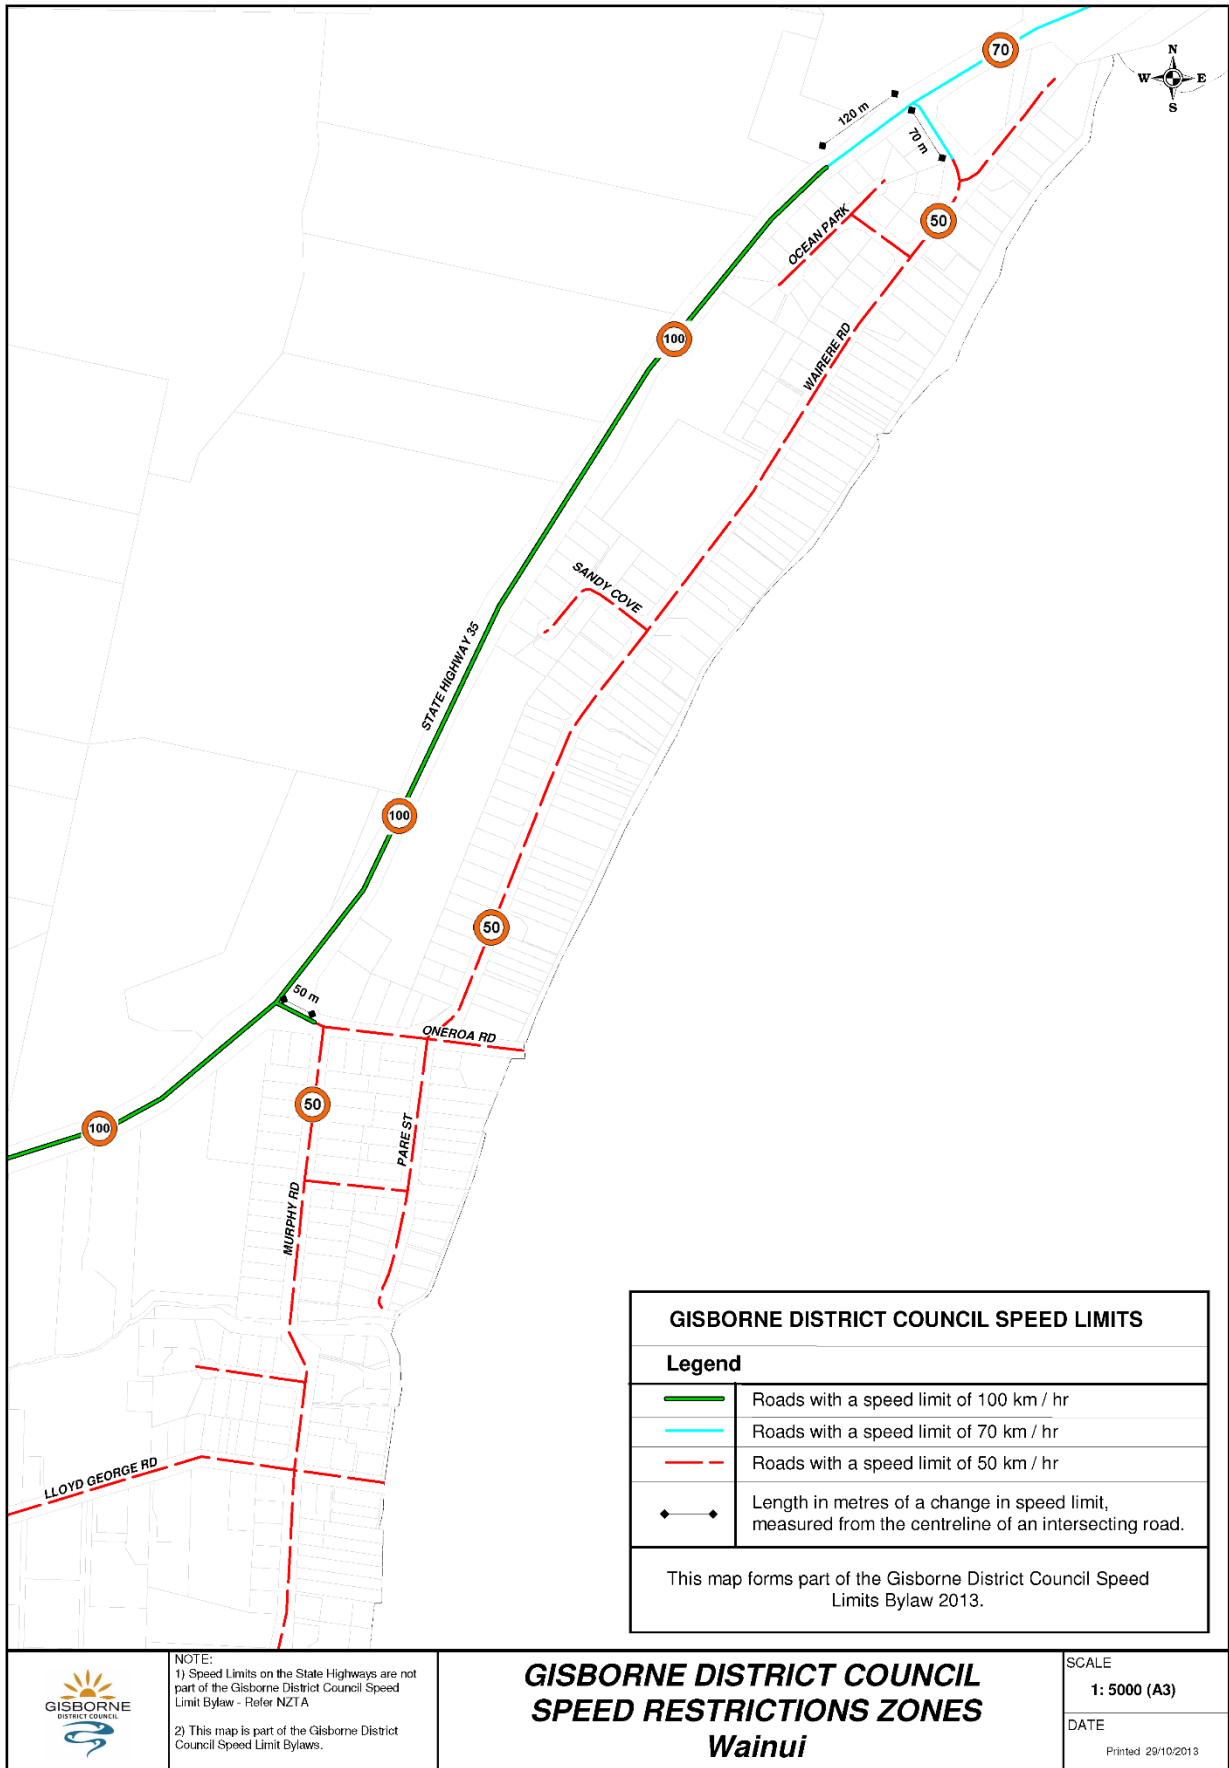 70
N
W E
S
120 m
70 m
50
OCEAN PARK
100
WAIRERE RD
SANDY COVE
STATE HIGHWAY 35
100
50
50 m
ONEROA RD
50
100
PARE ST
MURPHY RD
LLOYD GEORGE RD
GISBORNE DISTRICT COUNCIL SPEED LIMITS
Legend
Roads with a speed limit of 100 km / hr
Roads with a speed limit of 70 km / hr
Roads with a speed limit of 50 km / hr
Length in metres of a change in speed limit,
measured from the centreline of an intersecting road.
This map forms part of the Gisborne District Council Speed
Limits Bylaw 2013.
GISBORNE
DISTRICT COUNCIL
NOTE:
1) Speed Limits on the State Highways are not
part of the Gisborne District Council Speed
Limit Bylaw - Refer NZTA
2) This map is part of the Gisborne District
Council Speed Limit Bylaws.
GISBORNE DISTRICT COUNCIL
SPEED RESTRICTIONS ZONES
Wainui
SCALE
1: 5000 (A3)
DATE
Printed 29/10/2013